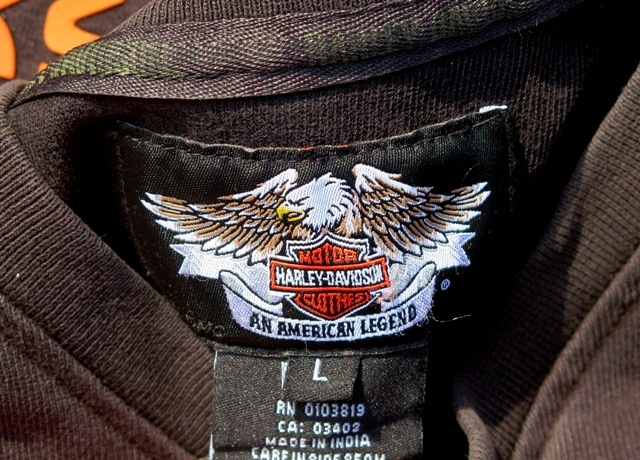 MOTOR
HARLEY-DAVIDSON
CLOTHES
®
AN AMERICAN LEGEND
L
RN 0103819
CA: 03402
MADE IN INDIA